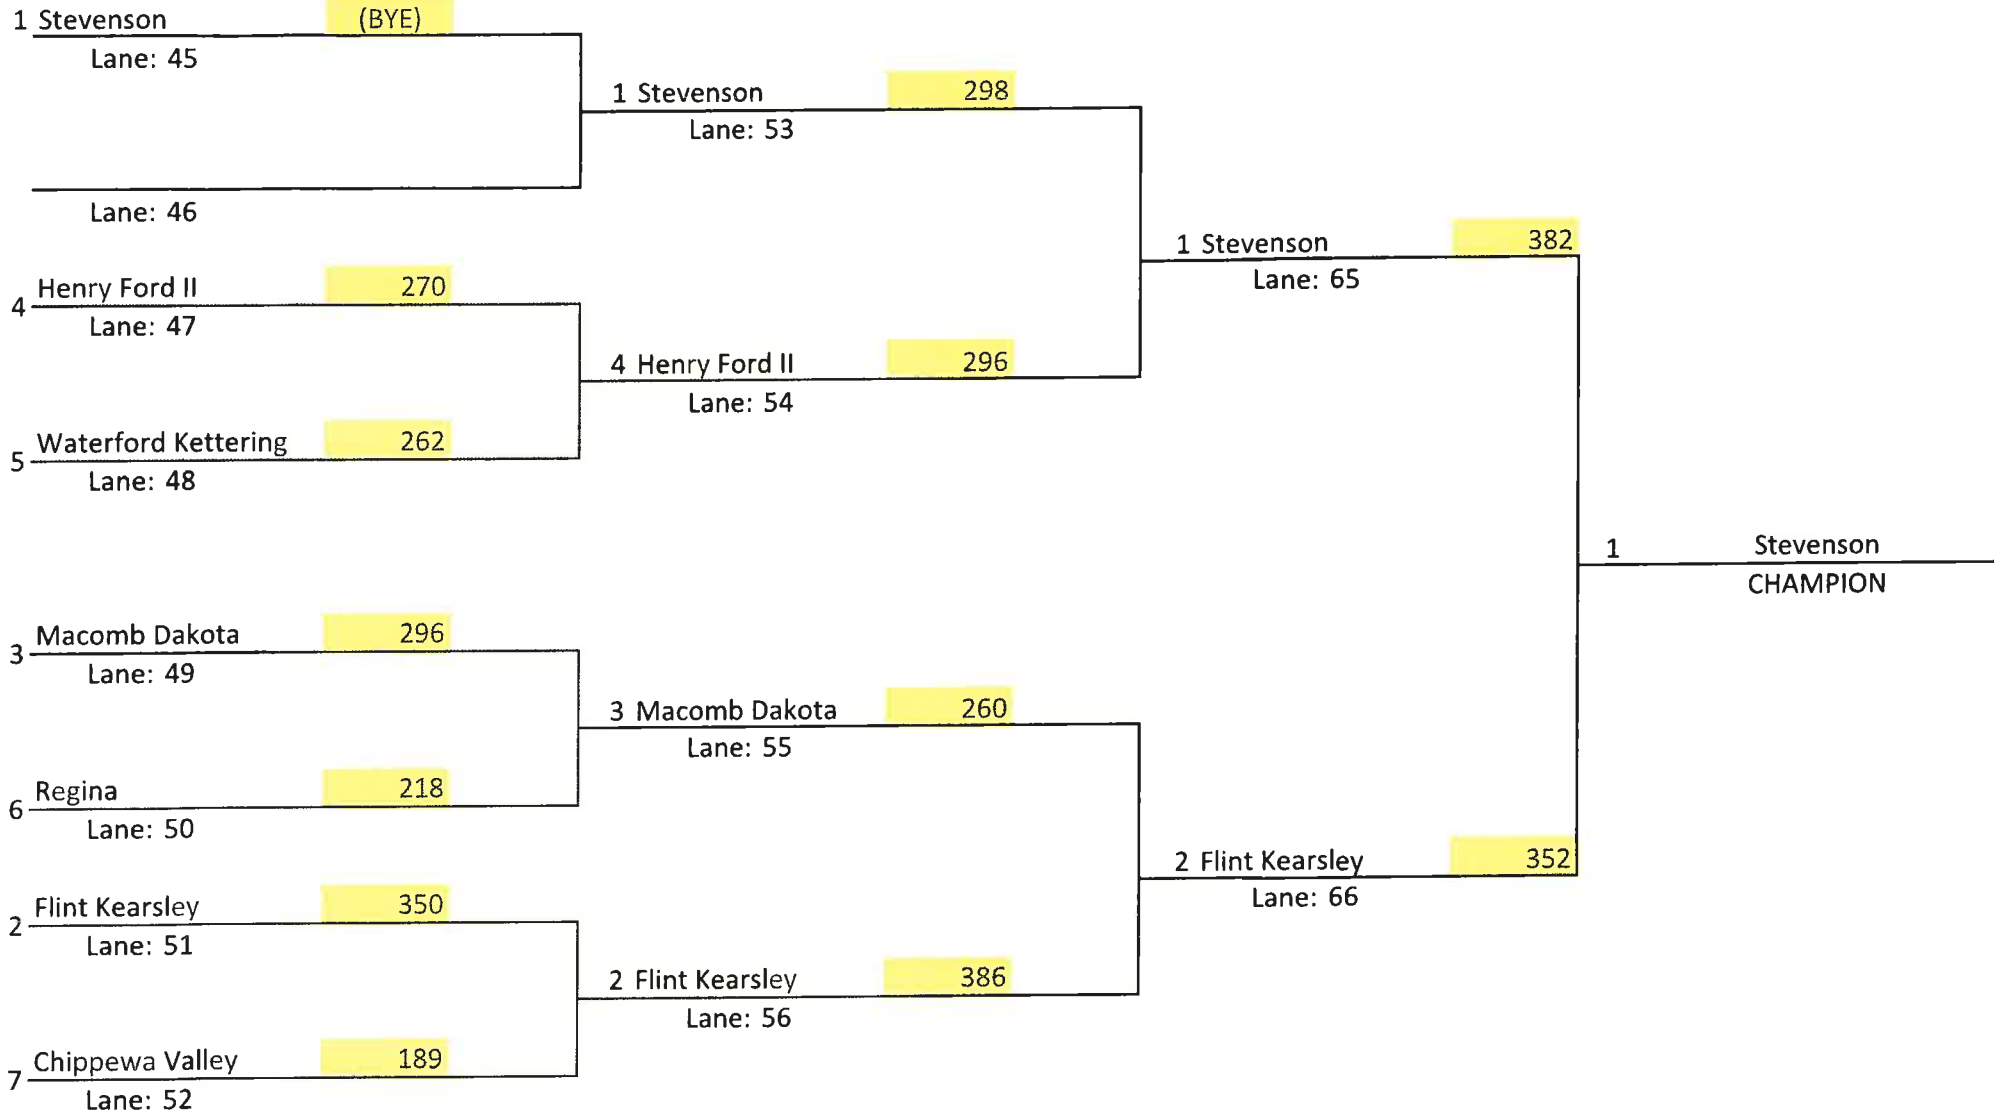 1 Stevenson (BYE)
Lane: 45
Lane: 46
4 Henry Ford II 270
Lane: 47
5 Waterford Kettering 262
Lane: 48
3 Macomb Dakota 296
Lane: 49
6 Regina 218
Lane: 50
2 Flint Kearsley 350
Lane: 51
7 Chippewa Valley 189
Lane: 52
1 Stevenson 298
Lane: 53
4 Henry Ford II 296
Lane: 54
3 Macomb Dakota 260
Lane: 55
2 Flint Kearsley 386
Lane: 56
1 Stevenson 382
Lane: 65
2 Flint Kearsley 352
Lane: 66
1 Stevenson
CHAMPION